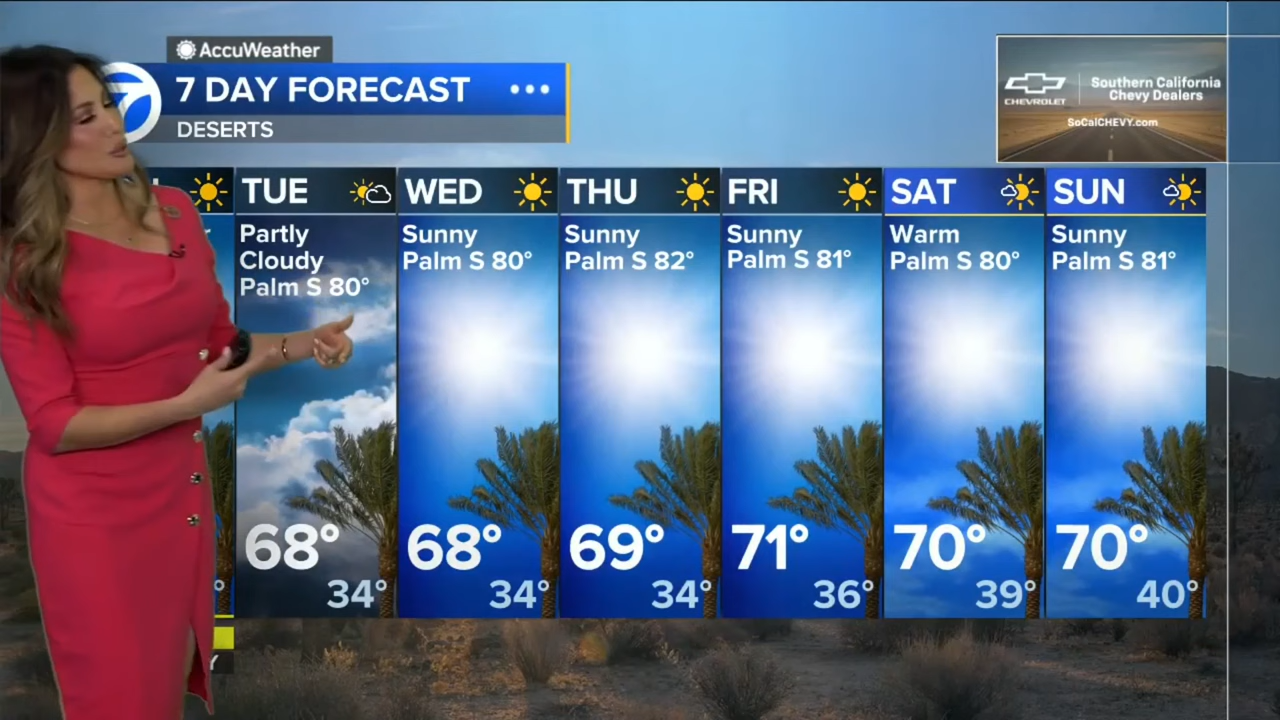 AccuWeather
7 DAY FORECAST
DESERTS
CHEVROLET
Southern California
Chevy Dealers
SoCalCHEVY.com
TUE
WED
THU
FRI
SAT
SUN
Partly
Cloudy
Palm S 80°
Sunny
Palm S 80°
Sunny
Palm S 82°
Sunny
Palm S 81°
Warm
Palm S 80°
Sunny
Palm S 81°
68°
34°
68°
34°
69°
34°
71°
36°
70°
39°
70°
40°